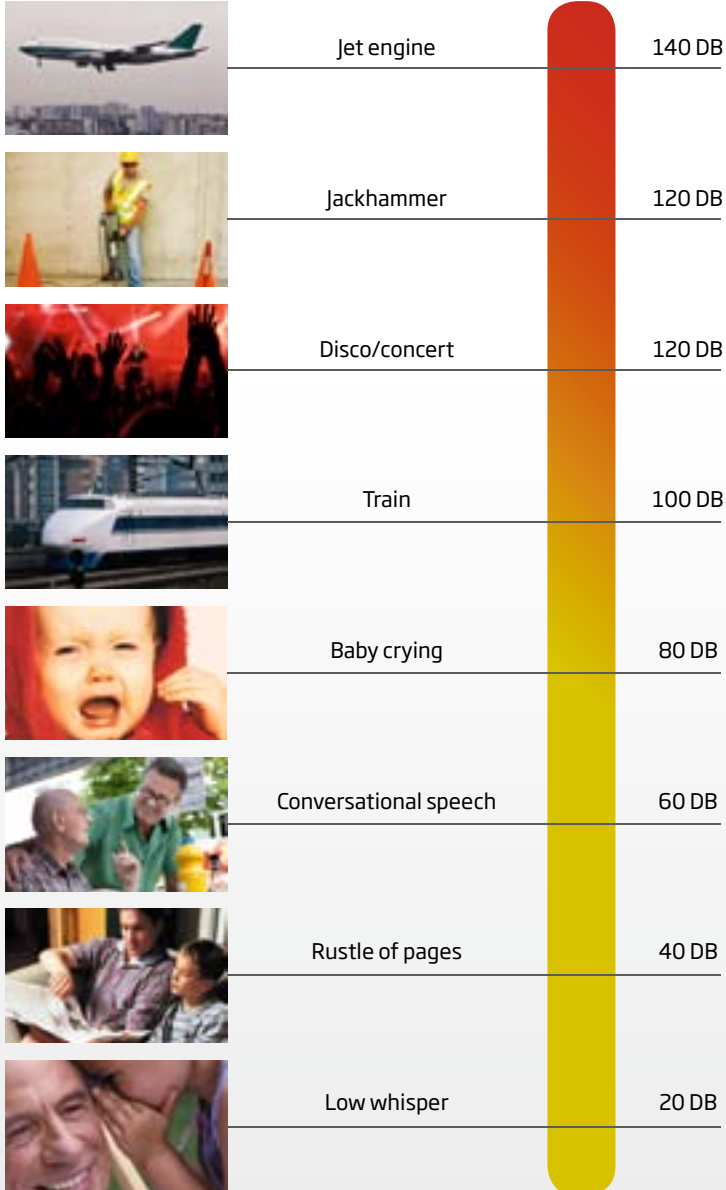 Jet engine 140 DB
Jackhammer 120 DB
Disco/concert 120 DB
Train 100 DB
Baby crying 80 DB
Conversational speech 60 DB
Rustle of pages 40 DB
Low whisper 20 DB